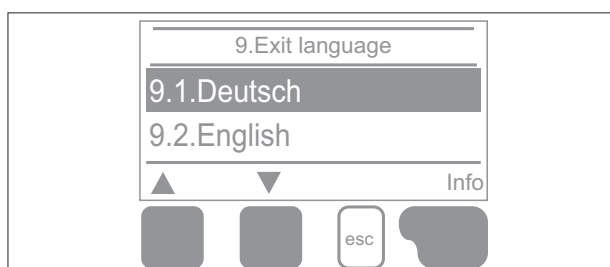 9.Exit language
9.1.Deutsch
9.2.English
Info
esc